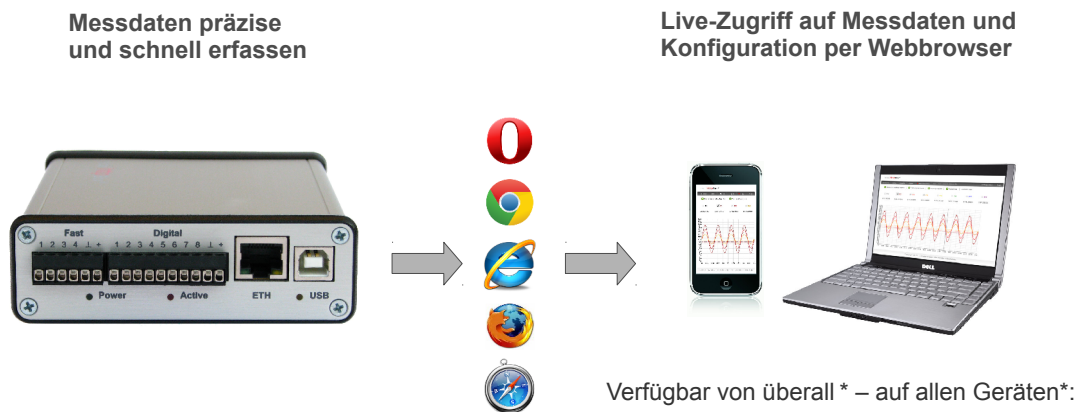 Messdaten präzise
und schnell erfassen
Live-Zugriff auf Messdaten und
Konfiguration per Webbrowser
Fast
Digital
1 2 3 4 ⊥ +
1 2 3 4 5 6 7 8 ⊥ +
Power
Active
ETH
USB
DELL
Verfügbar von überall * – auf allen Geräten*: